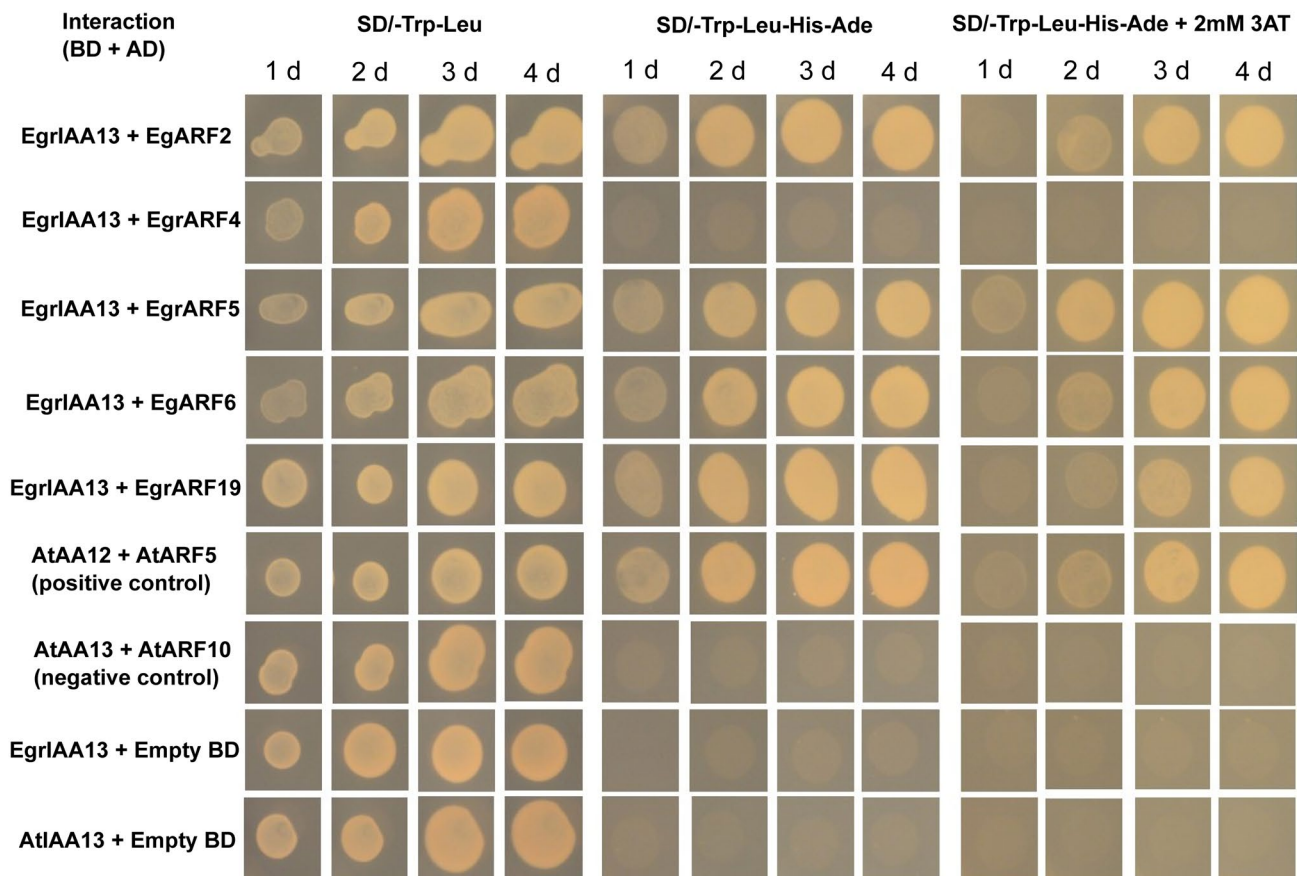 Interaction
(BD + AD)
SD/-Trp-Leu
SD/-Trp-Leu-His-Ade
SD/-Trp-Leu-His-Ade + 2mM 3AT
1 d 2 d 3 d 4 d 1 d 2 d 3 d 4 d 1 d 2 d 3 d 4 d
EgrIAA13 + EgARF2
EgrIAA13 + EgrARF4
EgrIAA13 + EgrARF5
EgrIAA13 + EgARF6
EgrIAA13 + EgrARF19
AtAA12 + AtARF5
(positive control)
AtAA13 + AtARF10
(negative control)
EgrIAA13 + Empty BD
AtIAA13 + Empty BD